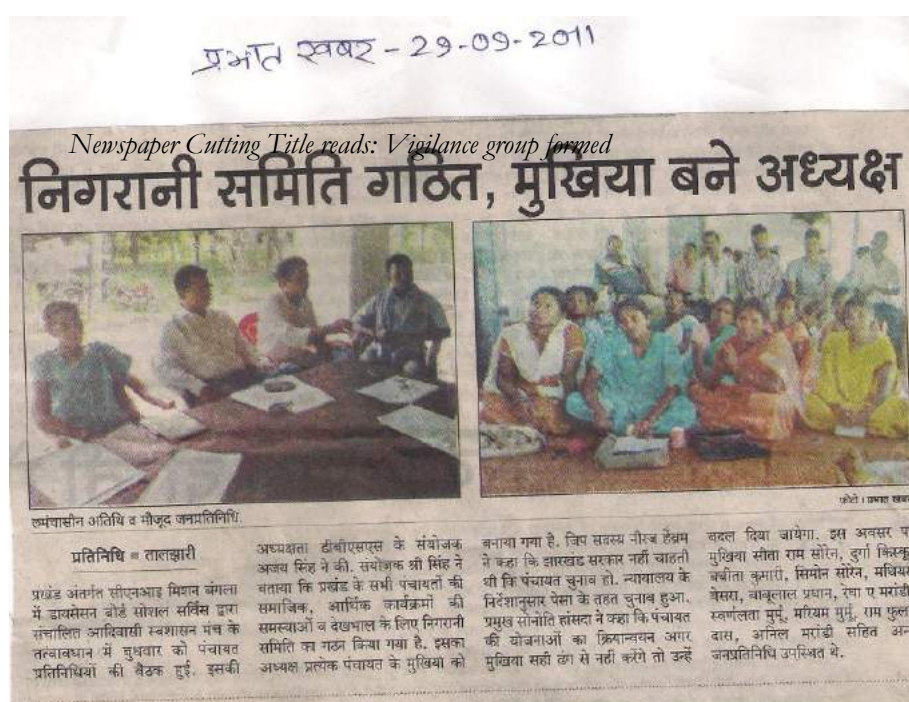 प्रभात खबर - 29-09-2011
Newspaper Cutting Title reads: Vigilance group formed
निगरानी समिति गठित, मुखिया बने अध्यक्ष
फोटो । प्रभात खबर
मंचासीन अतिथि व मौजूद जनप्रतिनिधि.
प्रतिनिधि = तालझारी
प्रखंड अंतर्गत सीएनआइ मिशन बंगला
में डायसेसन बोर्ड सोशल सर्विस द्वारा
संचालित आदिवासी स्वशासन मंच के
तत्वावधान में बुधवार को पंचायत
प्रतिनिधियों की बैठक हुई. इसकी
अध्यक्षता डीबीएसएस के संयोजक
अजय सिंह ने की. संयोजक श्री सिंह ने
बताया कि प्रखंड के सभी पंचायतों की
समाजिक, आर्थिक कार्यक्रमों की
समस्याओं व देखभाल के लिए निगरानी
समिति का गठन किया गया है. इसका
अध्यक्ष प्रत्येक पंचायत के मुखिया को
बनाया गया है. जिप सदस्य नीरज हेंब्रम
ने कहा कि झारखंड सरकार नहीं चाहती
थी कि पंचायत चुनाव हो. न्यायालय के
निर्देशानुसार पेसा के तहत चुनाव हुआ.
प्रमुख सोनोति हांसदा ने कहा कि पंचायत
की योजनाओं का क्रियान्वयन अगर
मुखिया सही ढंग से नहीं करेंगे तो उन्हें
बदल दिया जायेगा. इस अवसर प
मुखिया सीता राम सोरेन, दुर्गा किस्कू
बबीता कुमारी, सिमोन सोरेन,
बेसरा, बाबूलाल प्रधान, रेखा ए मरांडी
स्वर्णलता मुर्मू, मरियम मुर्मू, राम फुल
दास, अनिल मरांडी सहित अन
जनप्रतिनिधि उपस्थित थे.